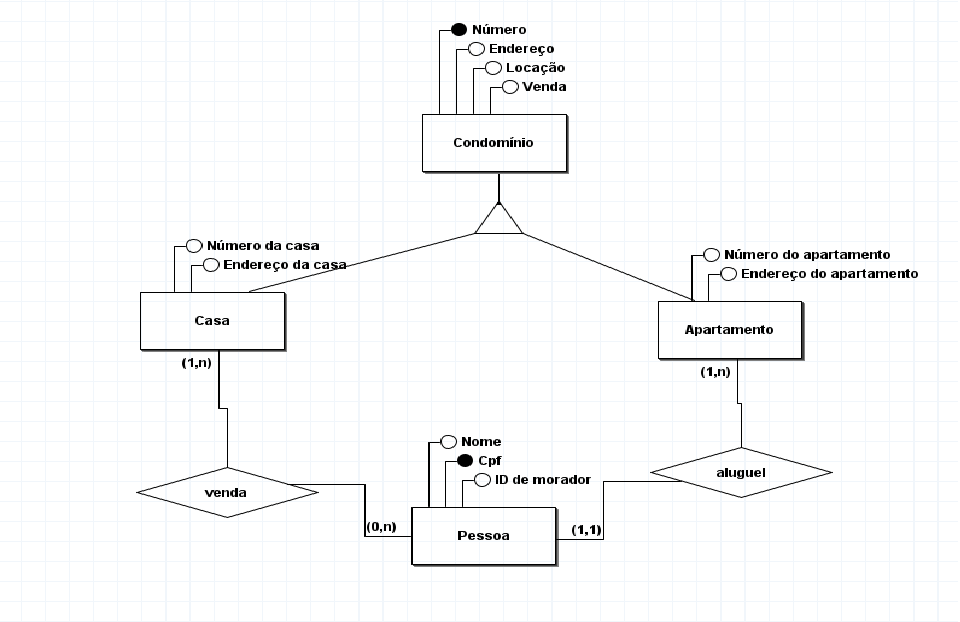 Número
Endereço
Locação
Venda
Condomínio
Número da casa
Endereço da casa
Casa
(1,n)
Número do apartamento
Endereço do apartamento
Apartamento
(1,n)
Nome
Cpf
ID de morador
aluguel
venda
(0,n)
Pessoa
(1,1)